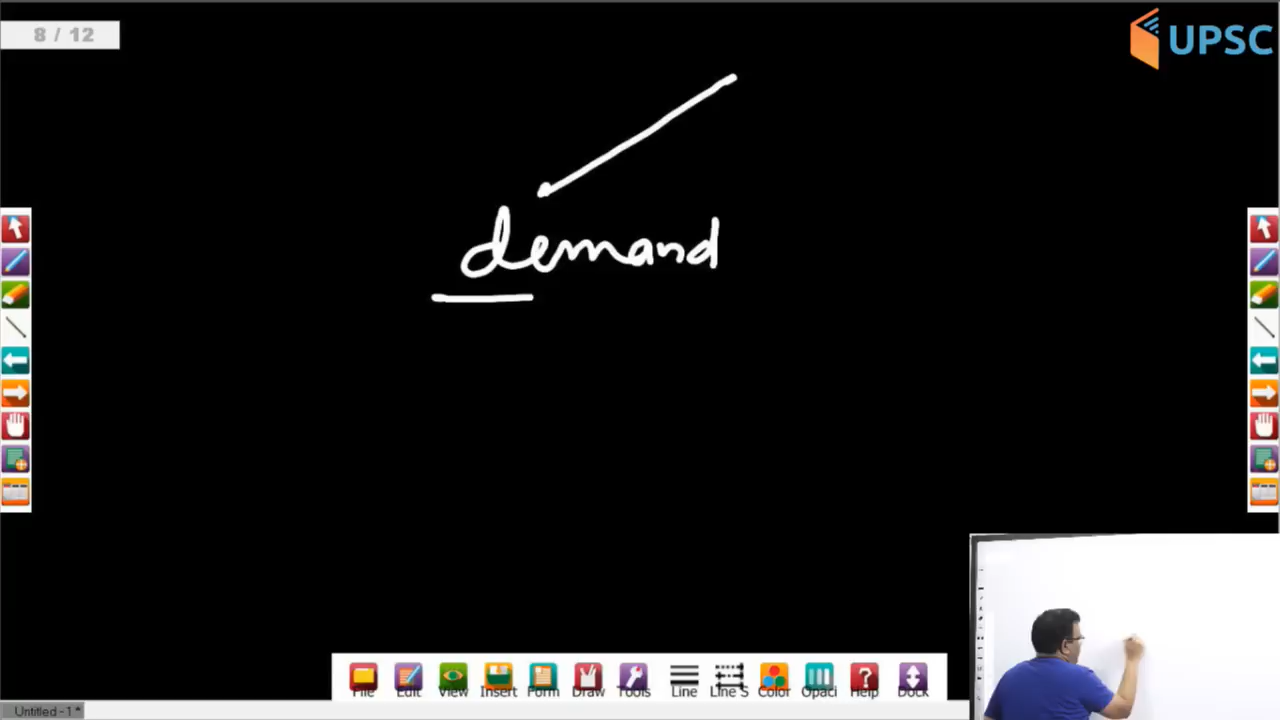 8 / 12
UPSC
demand
File Edit View Insert Form Draw Tools Line Line S Color Opaci Help Dock
Untitled - 1 *